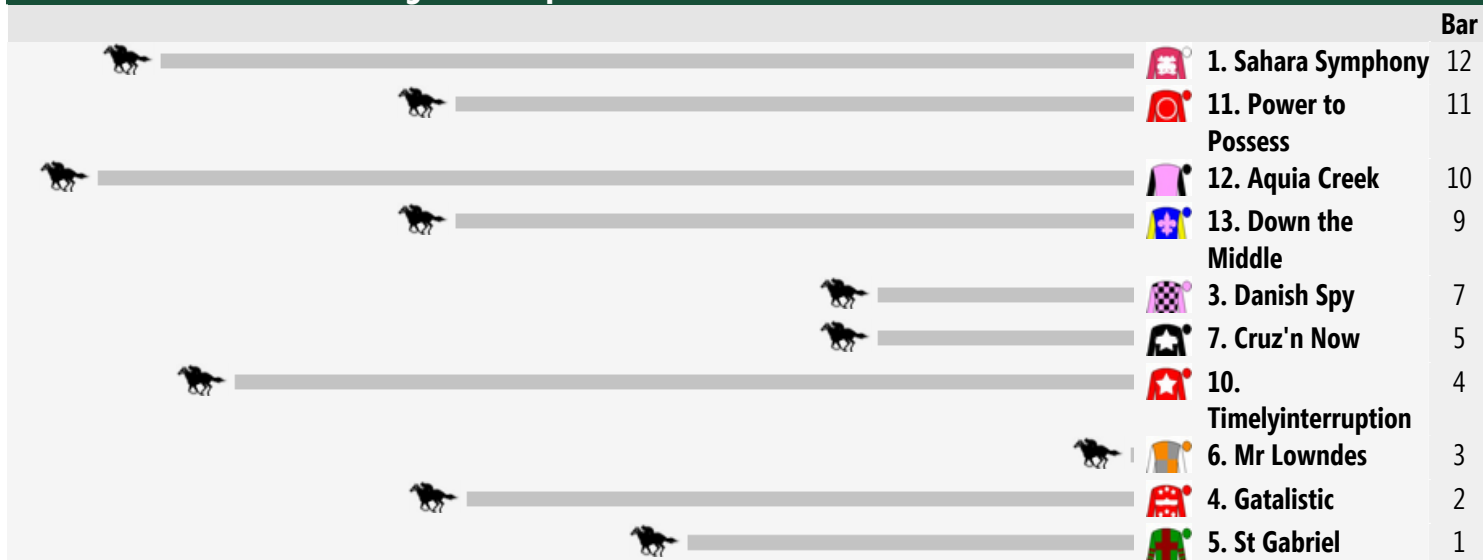 Bar
1. Sahara Symphony 12
11. Power to 11
Possess
12. Aquia Creek 10
13. Down the 9
Middle
3. Danish Spy 7
7. Cruz'n Now 5
10. 4
Timelyinterruption
6. Mr Lowndes 3
4. Gatalistic 2
5. St Gabriel 1